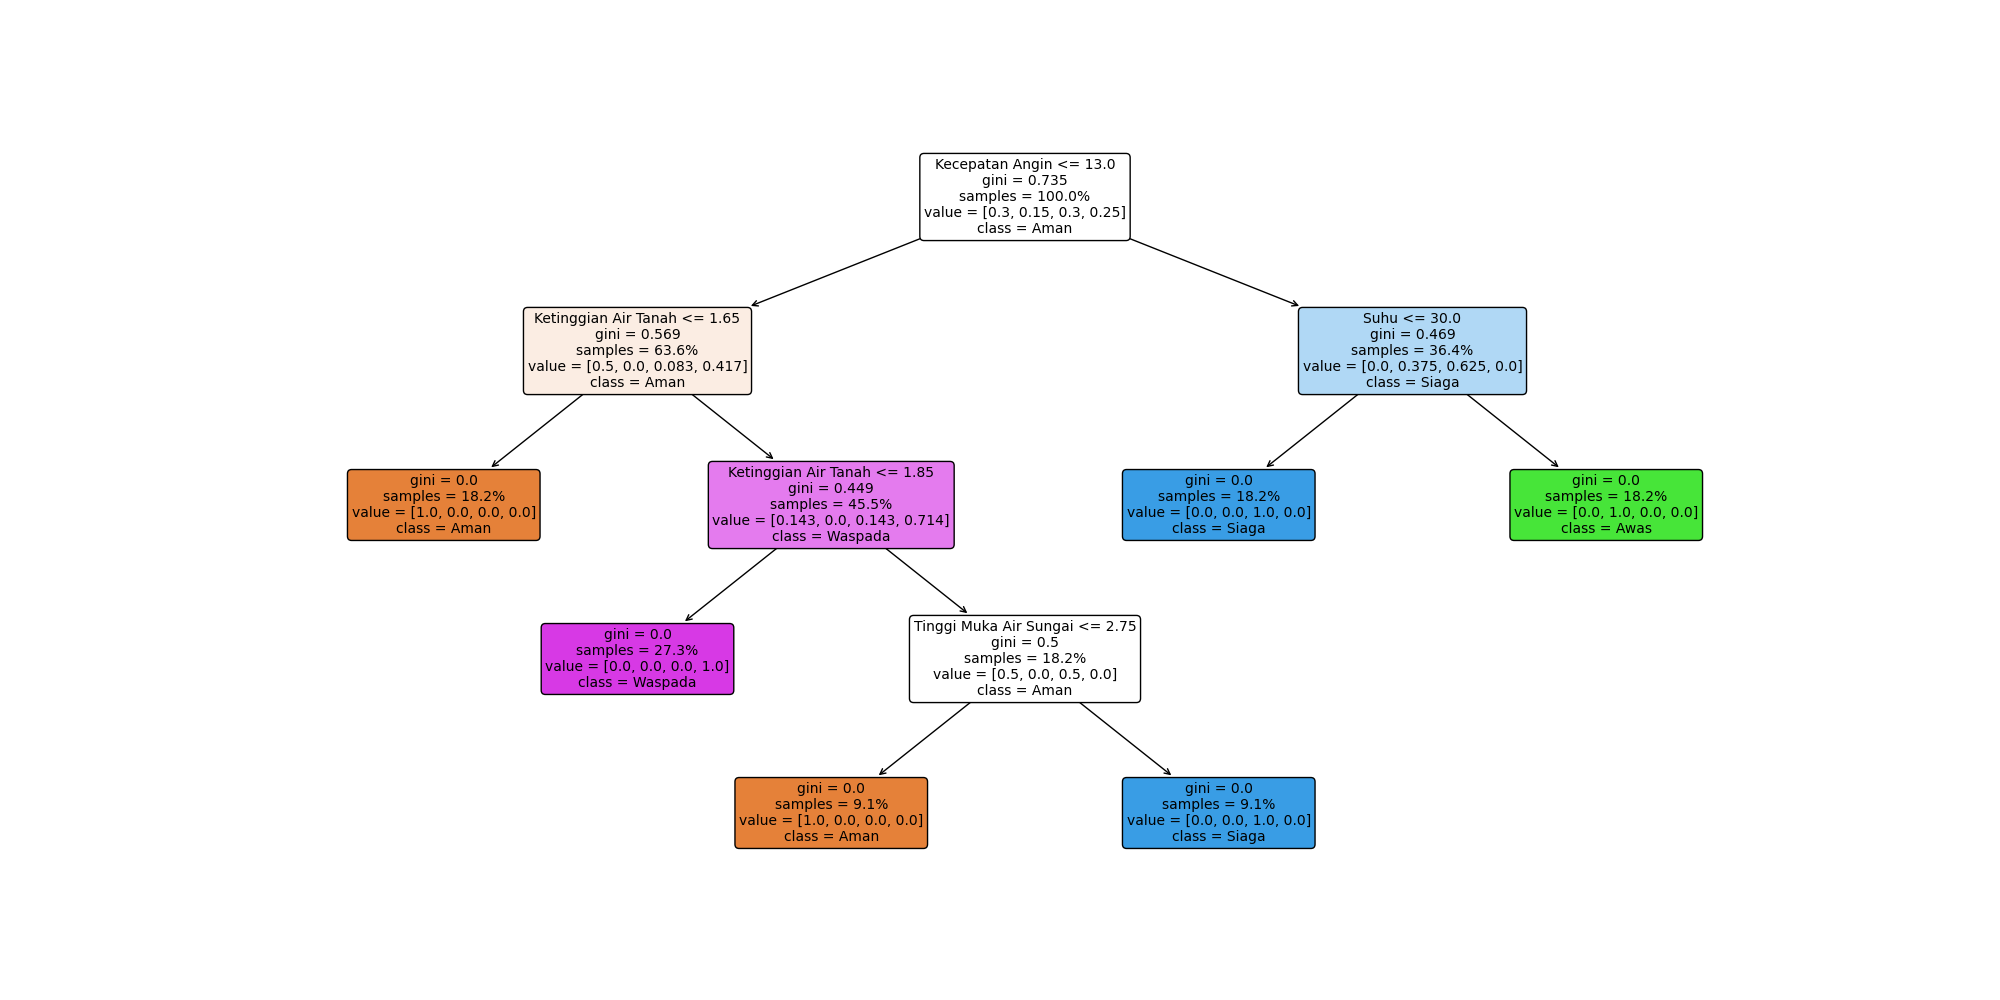 Kecepatan Angin <= 13.0
gini = 0.735
samples = 100.0%
value = [0.3, 0.15, 0.3, 0.25]
class = Aman
Ketinggian Air Tanah <= 1.65
gini = 0.569
samples = 63.6%
value = [0.5, 0.0, 0.083, 0.417]
class = Aman
Suhu <= 30.0
gini = 0.469
samples = 36.4%
value = [0.0, 0.375, 0.625, 0.0]
class = Siaga
gini = 0.0
samples = 18.2%
value = [1.0, 0.0, 0.0, 0.0]
class = Aman
Ketinggian Air Tanah <= 1.85
gini = 0.449
samples = 45.5%
value = [0.143, 0.0, 0.143, 0.714]
class = Waspada
gini = 0.0
samples = 18.2%
value = [0.0, 0.0, 1.0, 0.0]
class = Siaga
gini = 0.0
samples = 18.2%
value = [0.0, 1.0, 0.0, 0.0]
class = Awas
gini = 0.0
samples = 27.3%
value = [0.0, 0.0, 0.0, 1.0]
class = Waspada
Tinggi Muka Air Sungai <= 2.75
gini = 0.5
samples = 18.2%
value = [0.5, 0.0, 0.5, 0.0]
class = Aman
gini = 0.0
samples = 9.1%
value = [1.0, 0.0, 0.0, 0.0]
class = Aman
gini = 0.0
samples = 9.1%
value = [0.0, 0.0, 1.0, 0.0]
class = Siaga